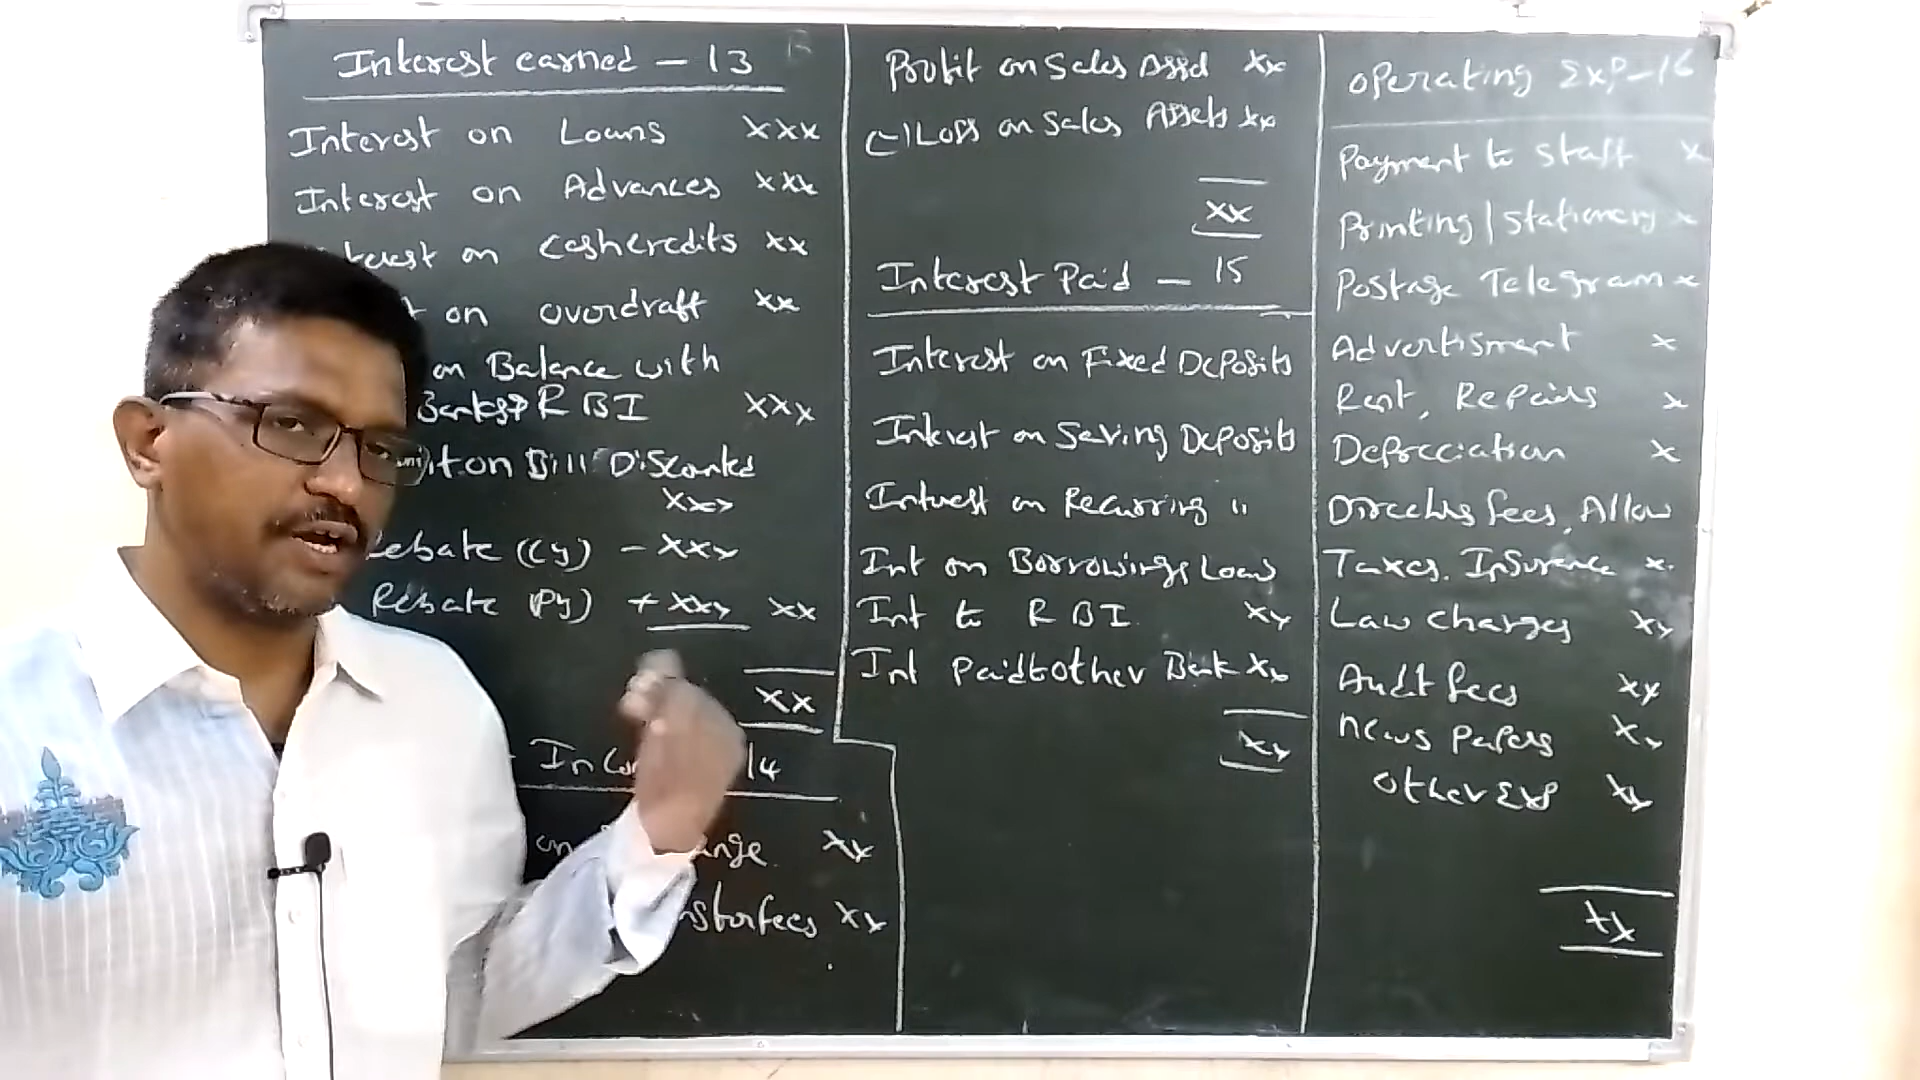 Interest earned - 13
Interest on Loans xxx
Interest on Advances xxx
on cashcredits xx
on overdraft xx
on Balance with
Banks & RBI xxx
on Bill Discounted
xxx
Rebate (Cy) - xxx
Rebate (Py) + xxx xx
xx
14
xx
xx
Profit on Sales Assd xx
(-) Loss on Sales Assets xx
xx
Interest Paid - 15
Interest on Fixed Deposits
Interest on Saving Deposits
Interest on Recurring "
Int on Borrowings Loans
Int to RBI xx
Int Paid to other Bank xx
xx
Operating Exp - 16
Payment to Staff x
Printing / Stationery x
Postage Telegram x
Advertisment x
Rent, Repairs x
Depreciation x
Directors fees, Allow
Taxes. Insurance x.
Law charges xx
Audit fees xx
News Papers xx
other Exp xx
xx